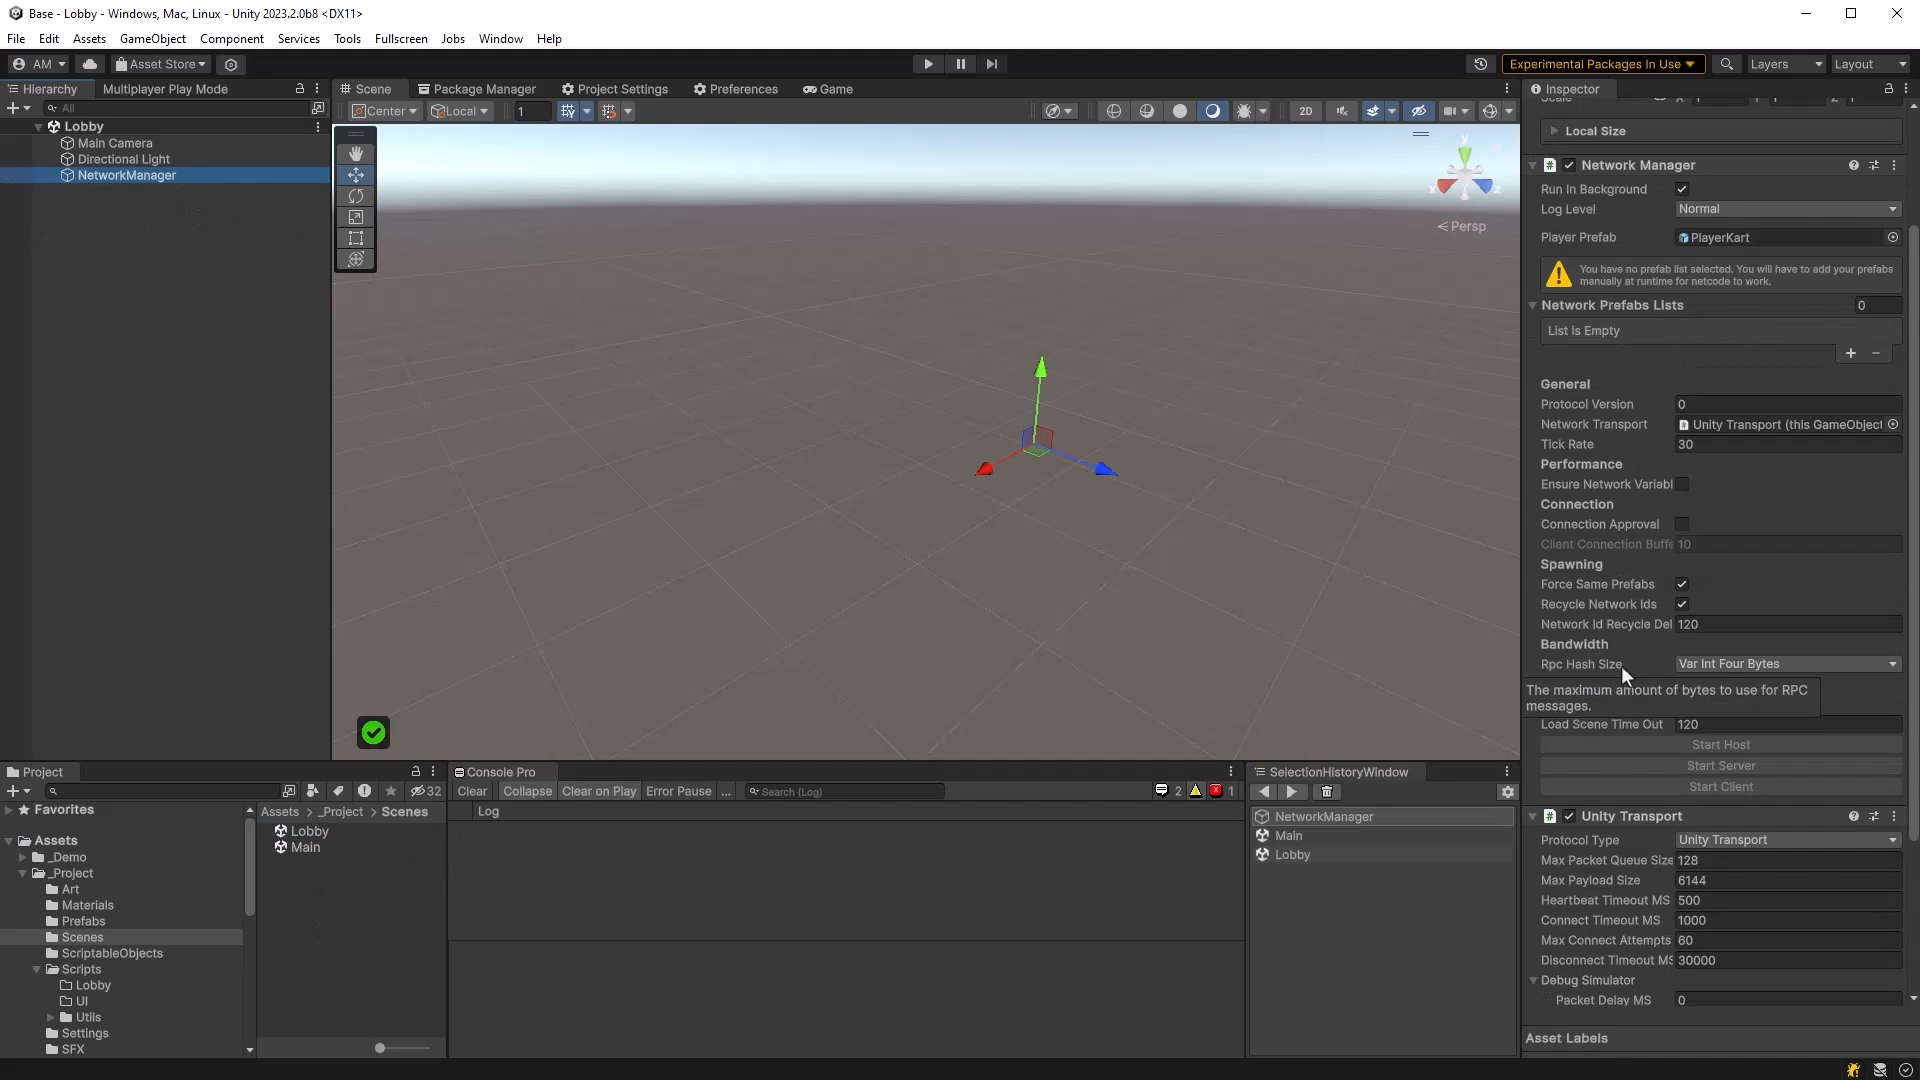 Base - Lobby - Windows, Mac, Linux - Unity 2023.2.0b8 <DX11>
File Edit Assets GameObject Component Services Tools Fullscreen Jobs Window Help
AM Asset Store Experimental Packages In Use Layers Layout
Hierarchy Multiplayer Play Mode
All
Lobby
Main Camera
Directional Light
NetworkManager
Scene Package Manager Project Settings Preferences Game
Center Local 1 2D
y
x
z
Persp
Inspector
Local Size
Network Manager
Run In Background
Log Level Normal
Player Prefab PlayerKart
You have no prefab list selected. You will have to add your prefabs
manually at runtime for netcode to work.
Network Prefabs Lists 0
List is Empty
General
Protocol Version 0
Network Transport Unity Transport (this GameObject
Tick Rate 30
Performance
Ensure Network Variabl
Connection
Connection Approval
Client Connection Buffe 10
Spawning
Force Same Prefabs
Recycle Network Ids
Network Id Recycle Del 120
Bandwidth
Rpc Hash Size Var Int Four Bytes
The maximum amount of bytes to use for RPC
messages.
Load Scene Time Out 120
Start Host
Start Server
Start Client
Unity Transport
Protocol Type Unity Transport
Max Packet Queue Size 128
Max Payload Size 6144
Heartbeat Timeout MS 500
Connect Timeout MS 1000
Max Connect Attempts 60
Disconnect Timeout MS 30000
Debug Simulator
Packet Delay MS 0
Asset Labels
Project
32
Favorites
Assets
_Demo
_Project
Art
Materials
Prefabs
Scenes
ScriptableObjects
Scripts
Lobby
UI
Utils
Settings
SFX
Assets > _Project > Scenes
Lobby
Main
Console Pro
Clear Collapse Clear on Play Error Pause ... Search (Log) 2 1
Log
SelectionHistoryWindow
NetworkManager
Main
Lobby